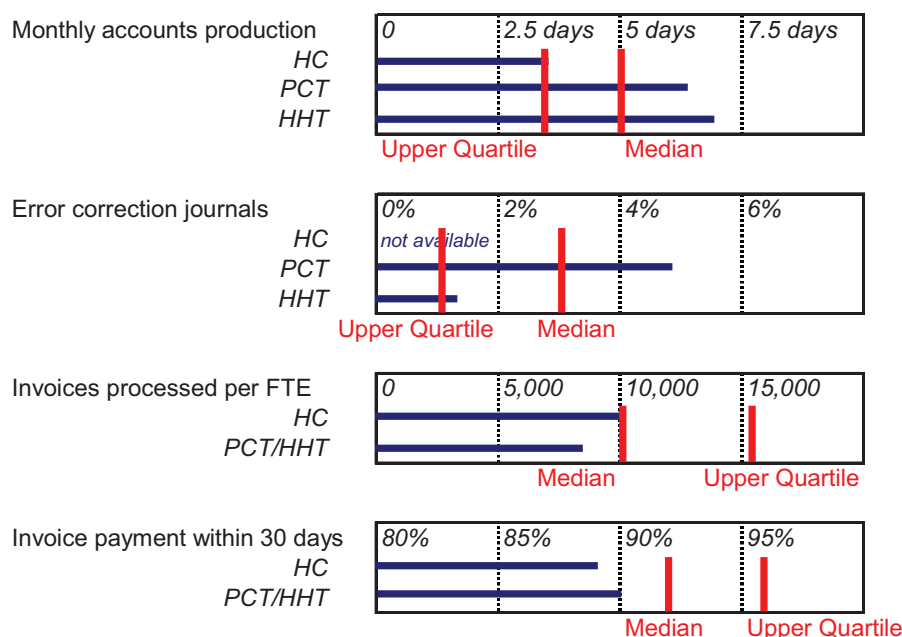 Monthly accounts production
0 2.5 days 5 days 7.5 days
HC
PCT
HHT
Upper Quartile Median
Error correction journals
0% 2% 4% 6%
HC not available
PCT
HHT
Upper Quartile Median
Invoices processed per FTE
0 5,000 10,000 15,000
HC
PCT/HHT
Median Upper Quartile
Invoice payment within 30 days
80% 85% 90% 95%
HC
PCT/HHT
Median Upper Quartile